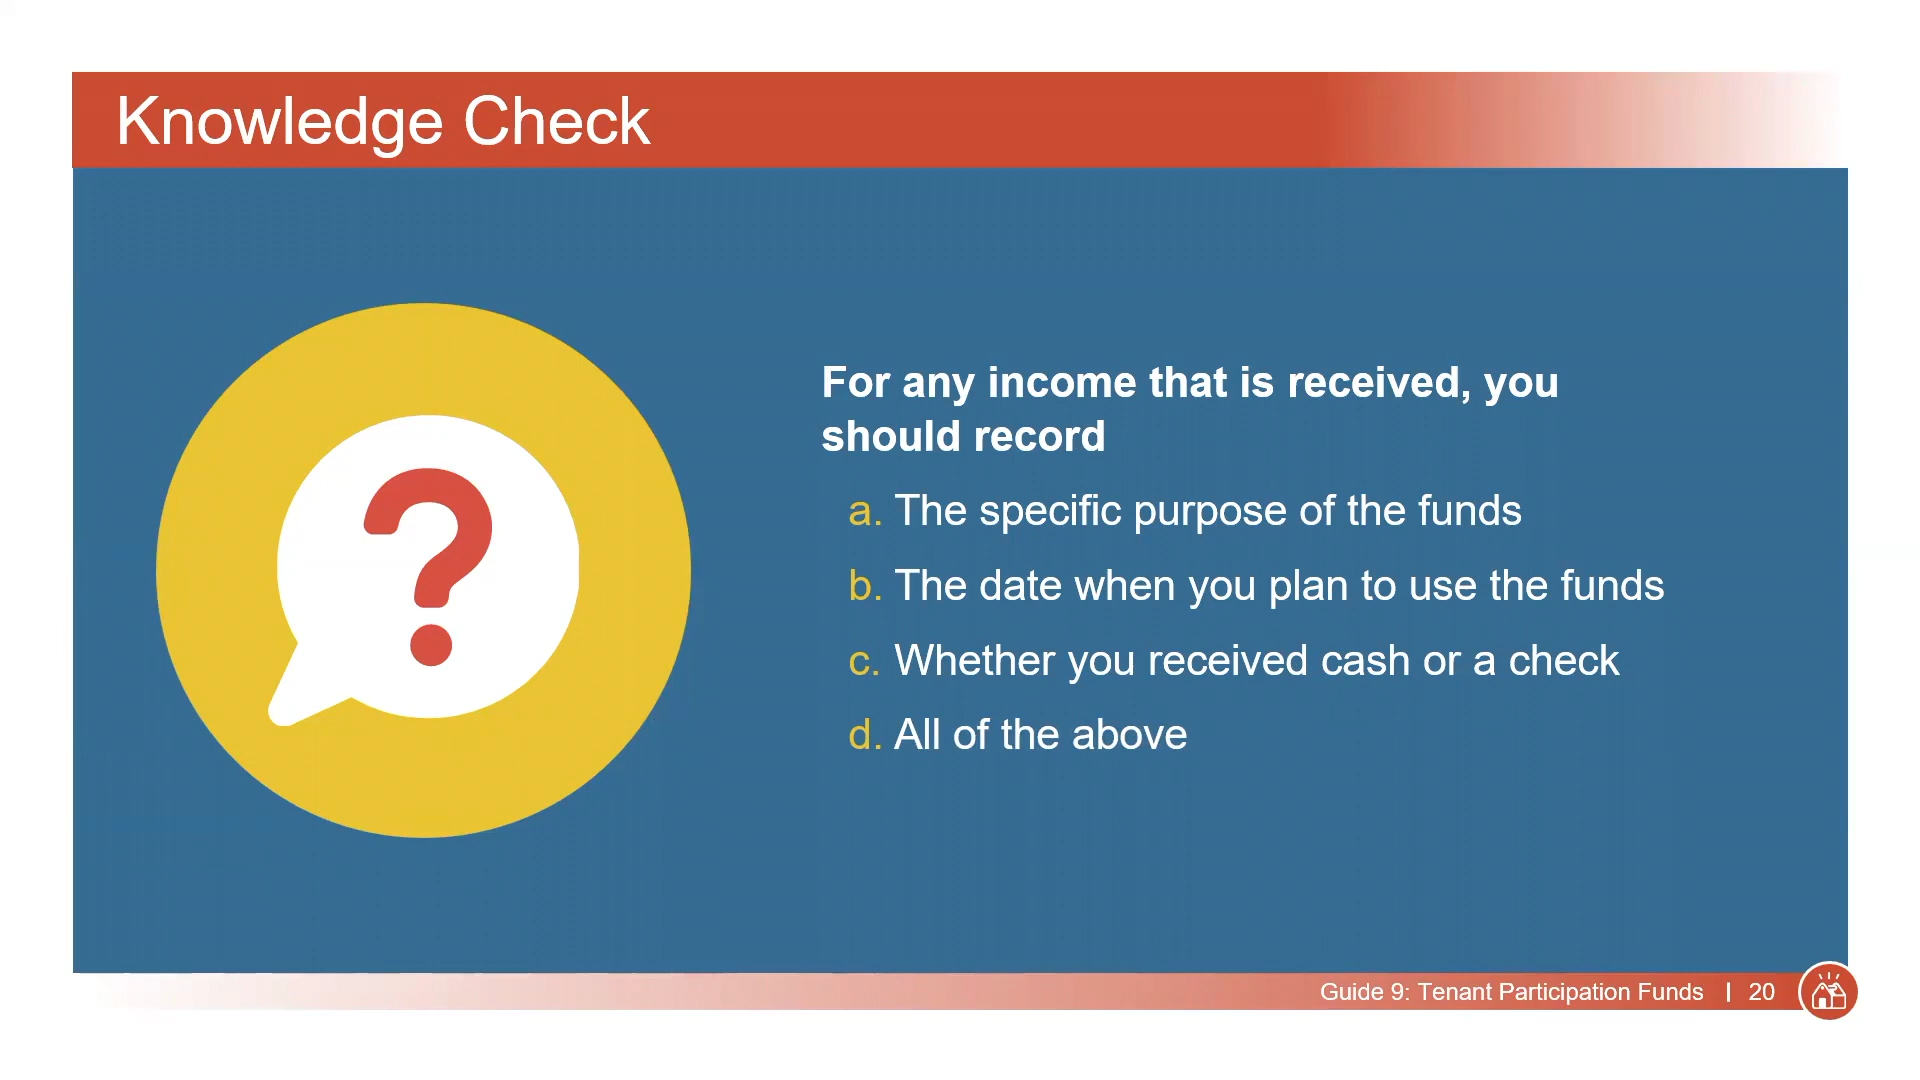 Knowledge Check
For any income that is received, you
should record
a. The specific purpose of the funds
b. The date when you plan to use the funds
c. Whether you received cash or a check
d. All of the above
Guide 9: Tenant Participation Funds | 20